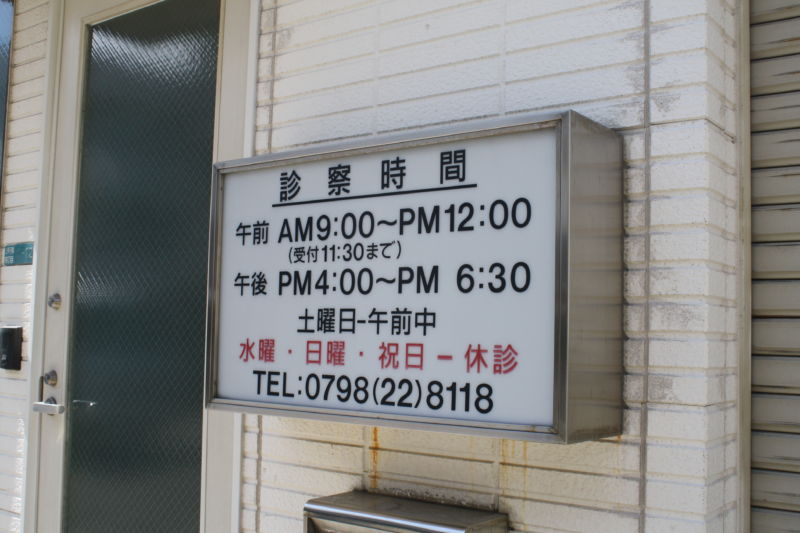 診察時間
午前 AM9:00～PM12:00
(受付11:30まで)
午後 PM4:00～PM 6:30
土曜日-午前中
水曜・日曜・祝日－休診
TEL:0798(22)8118